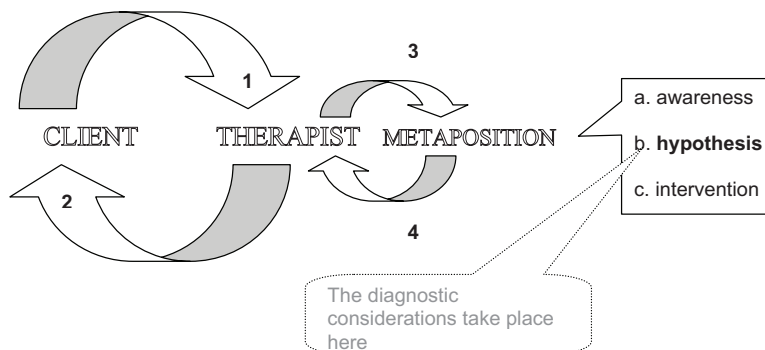 1
3
CLIENT
THERAPIST
METAPOSITION
2
4
a. awareness
b. hypothesis
c. intervention
The diagnostic
considerations take place
here